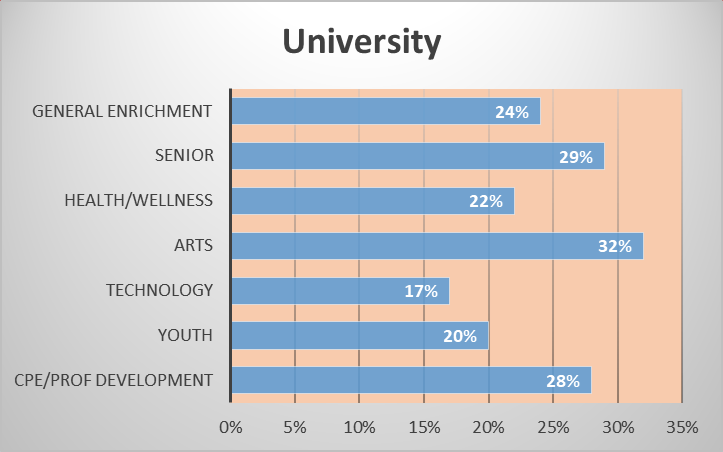 University
GENERAL ENRICHMENT 24%
SENIOR 29%
HEALTH/WELLNESS 22%
ARTS 32%
TECHNOLOGY 17%
YOUTH 20%
CPE/PROF DEVELOPMENT 28%
0% 5% 10% 15% 20% 25% 30% 35%